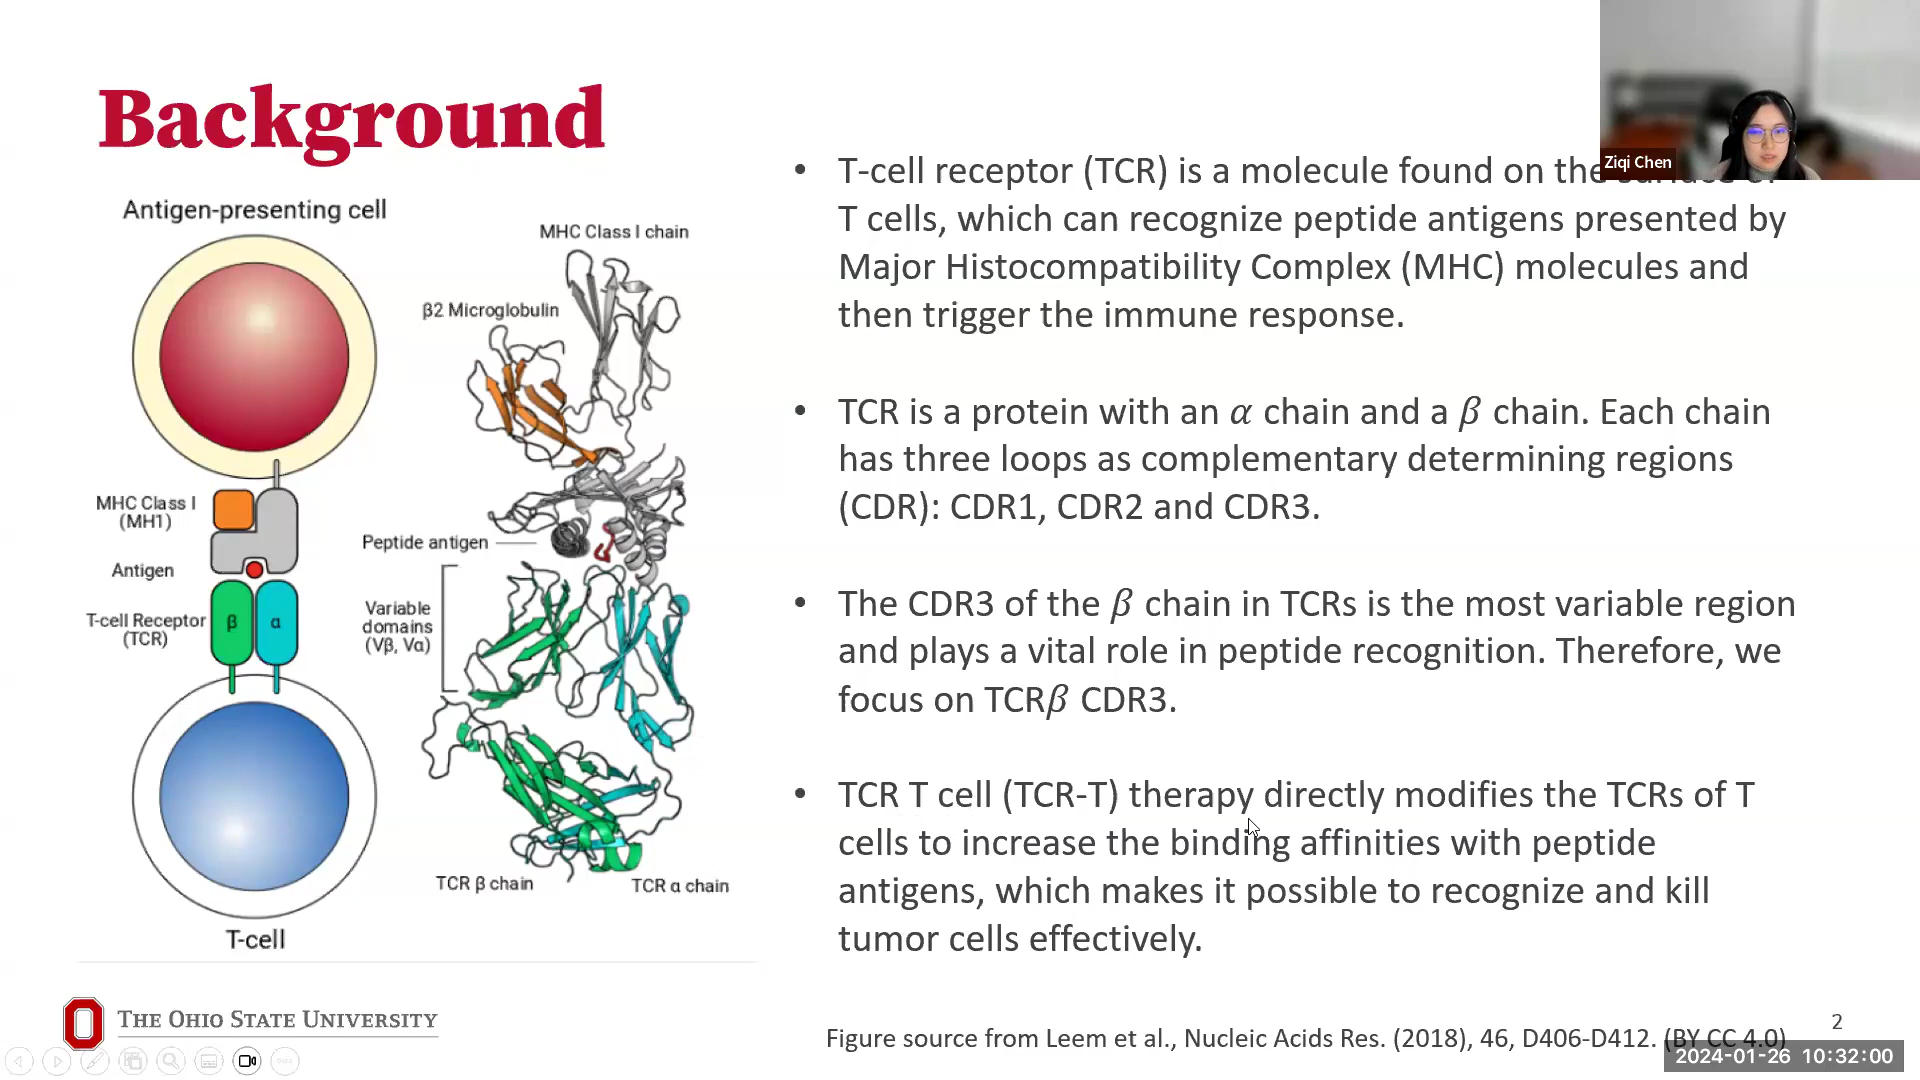 Background
Antigen-presenting cell
MHC Class I chain
β2 Microglobulin
MHC Class I
(MH1)
Peptide antigen
Antigen
Variable
domains
(Vβ, Vα)
T-cell Receptor
(TCR)
β α
TCR β chain
TCR α chain
T-cell
• T-cell receptor (TCR) is a molecule found on the surface of
T cells, which can recognize peptide antigens presented by
Major Histocompatibility Complex (MHC) molecules and
then trigger the immune response.
• TCR is a protein with an α chain and a β chain. Each chain
has three loops as complementary determining regions
(CDR): CDR1, CDR2 and CDR3.
• The CDR3 of the β chain in TCRs is the most variable region
and plays a vital role in peptide recognition. Therefore, we
focus on TCRβ CDR3.
• TCR T cell (TCR-T) therapy directly modifies the TCRs of T
cells to increase the binding affinities with peptide
antigens, which makes it possible to recognize and kill
tumor cells effectively.
Ziqi Chen
THE OHIO STATE UNIVERSITY
2
Figure source from Leem et al., Nucleic Acids Res. (2018), 46, D406-D412. (BY CC 4.0)
2024-01-26 10:32:00